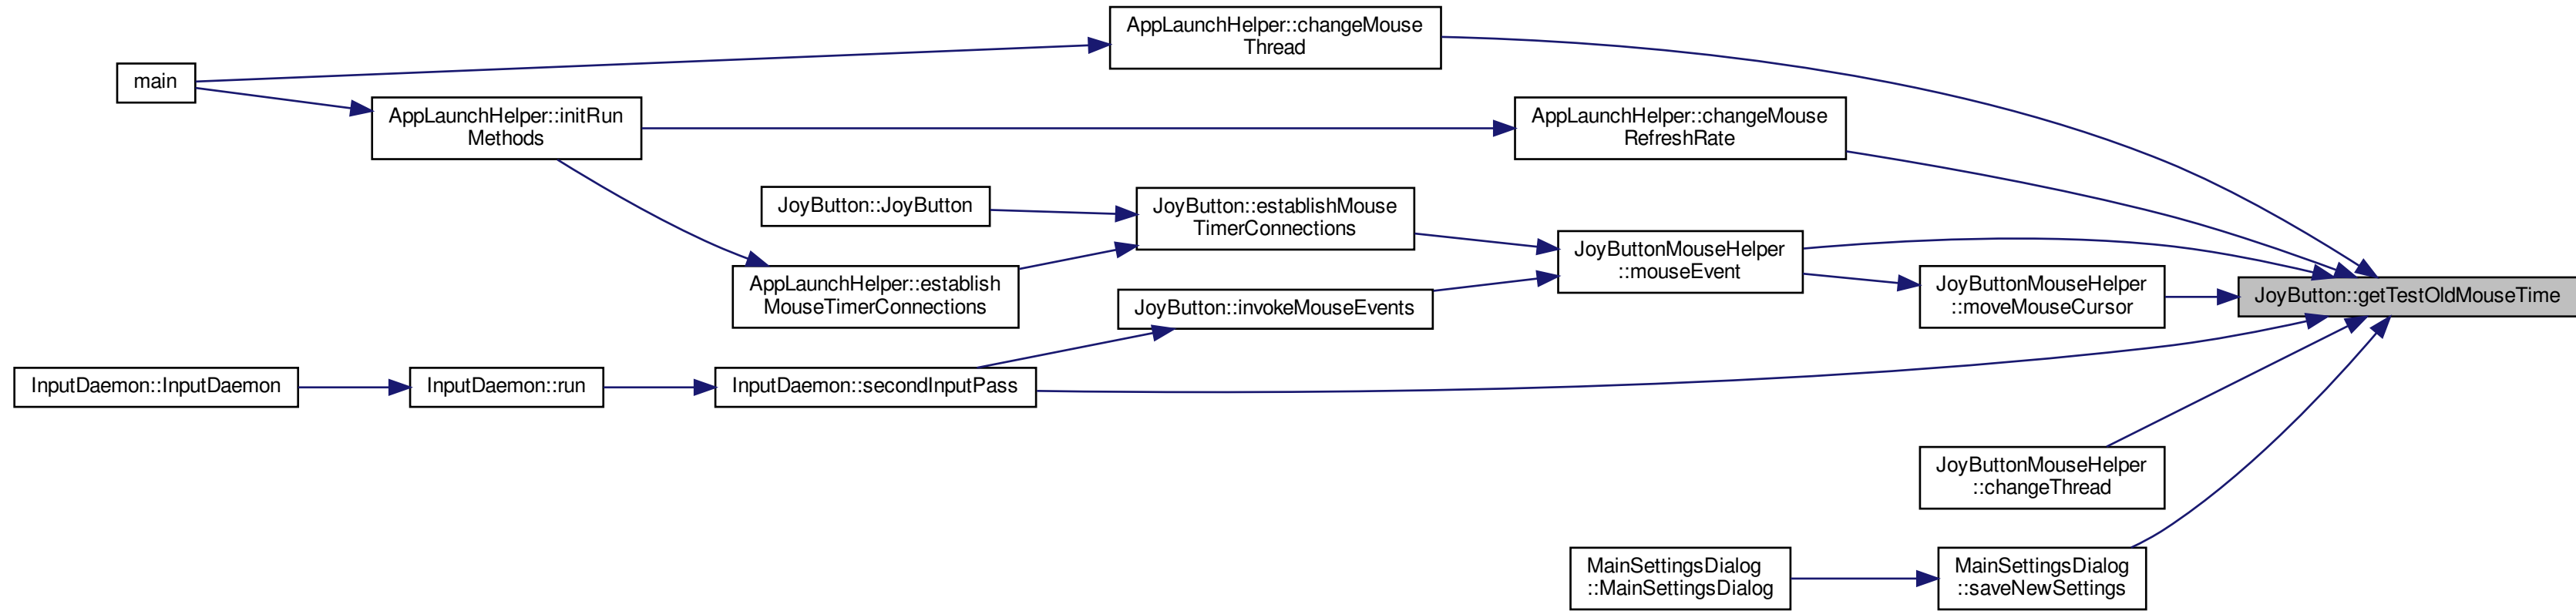 AppLaunchHelper::changeMouse
Thread
main
AppLaunchHelper::initRun
Methods
AppLaunchHelper::changeMouse
RefreshRate
JoyButton::JoyButton
JoyButton::establishMouse
TimerConnections
JoyButtonMouseHelper
::mouseEvent
AppLaunchHelper::establish
MouseTimerConnections
JoyButton::invokeMouseEvents
JoyButtonMouseHelper
::moveMouseCursor
JoyButton::getTestOldMouseTime
InputDaemon::InputDaemon
InputDaemon::run
InputDaemon::secondInputPass
JoyButtonMouseHelper
::changeThread
MainSettingsDialog
::MainSettingsDialog
MainSettingsDialog
::saveNewSettings